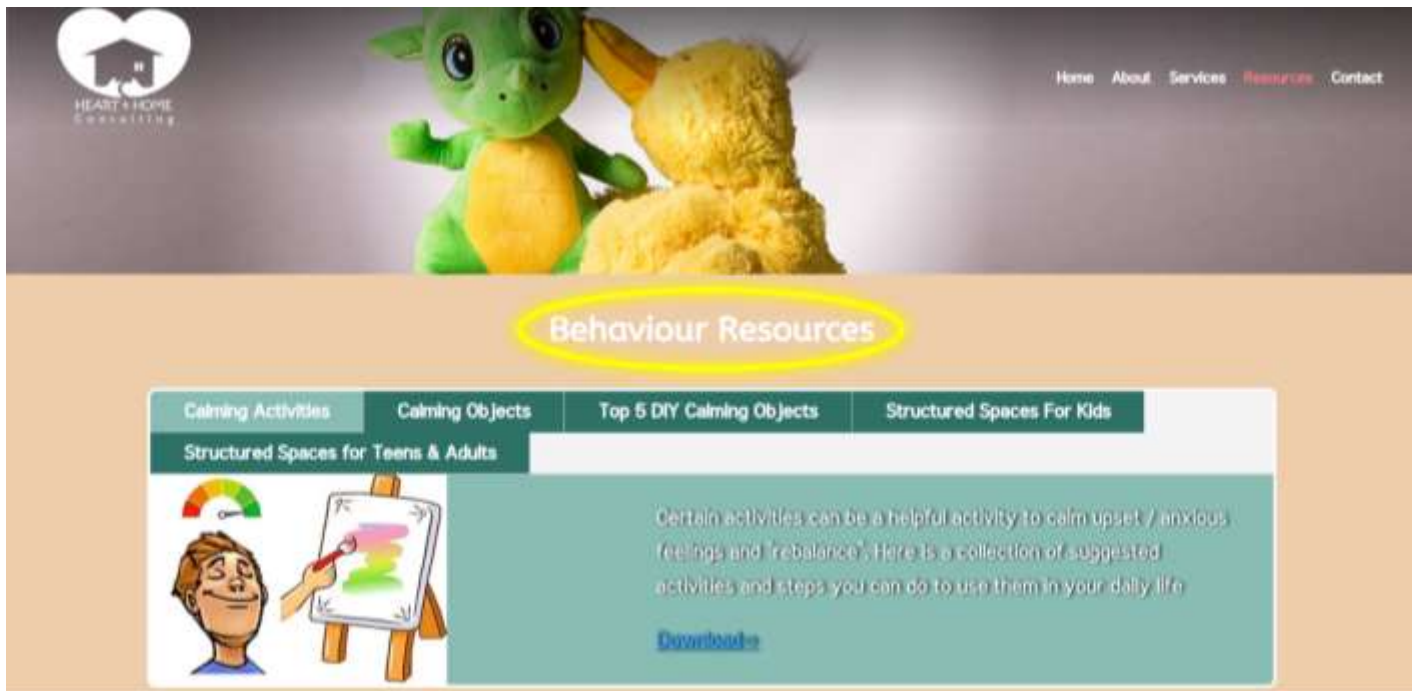 HEART + HOME
Consulting
Home About Services Resources Contact
Behaviour Resources
Calming Activities Calming Objects Top 5 DIY Calming Objects Structured Spaces For Kids
Structured Spaces for Teens & Adults
Certain activities can be a helpful activity to calm upset / anxious
feelings and "rebalance". Here is a collection of suggested
activities and steps you can do to use them in your daily life
Download→